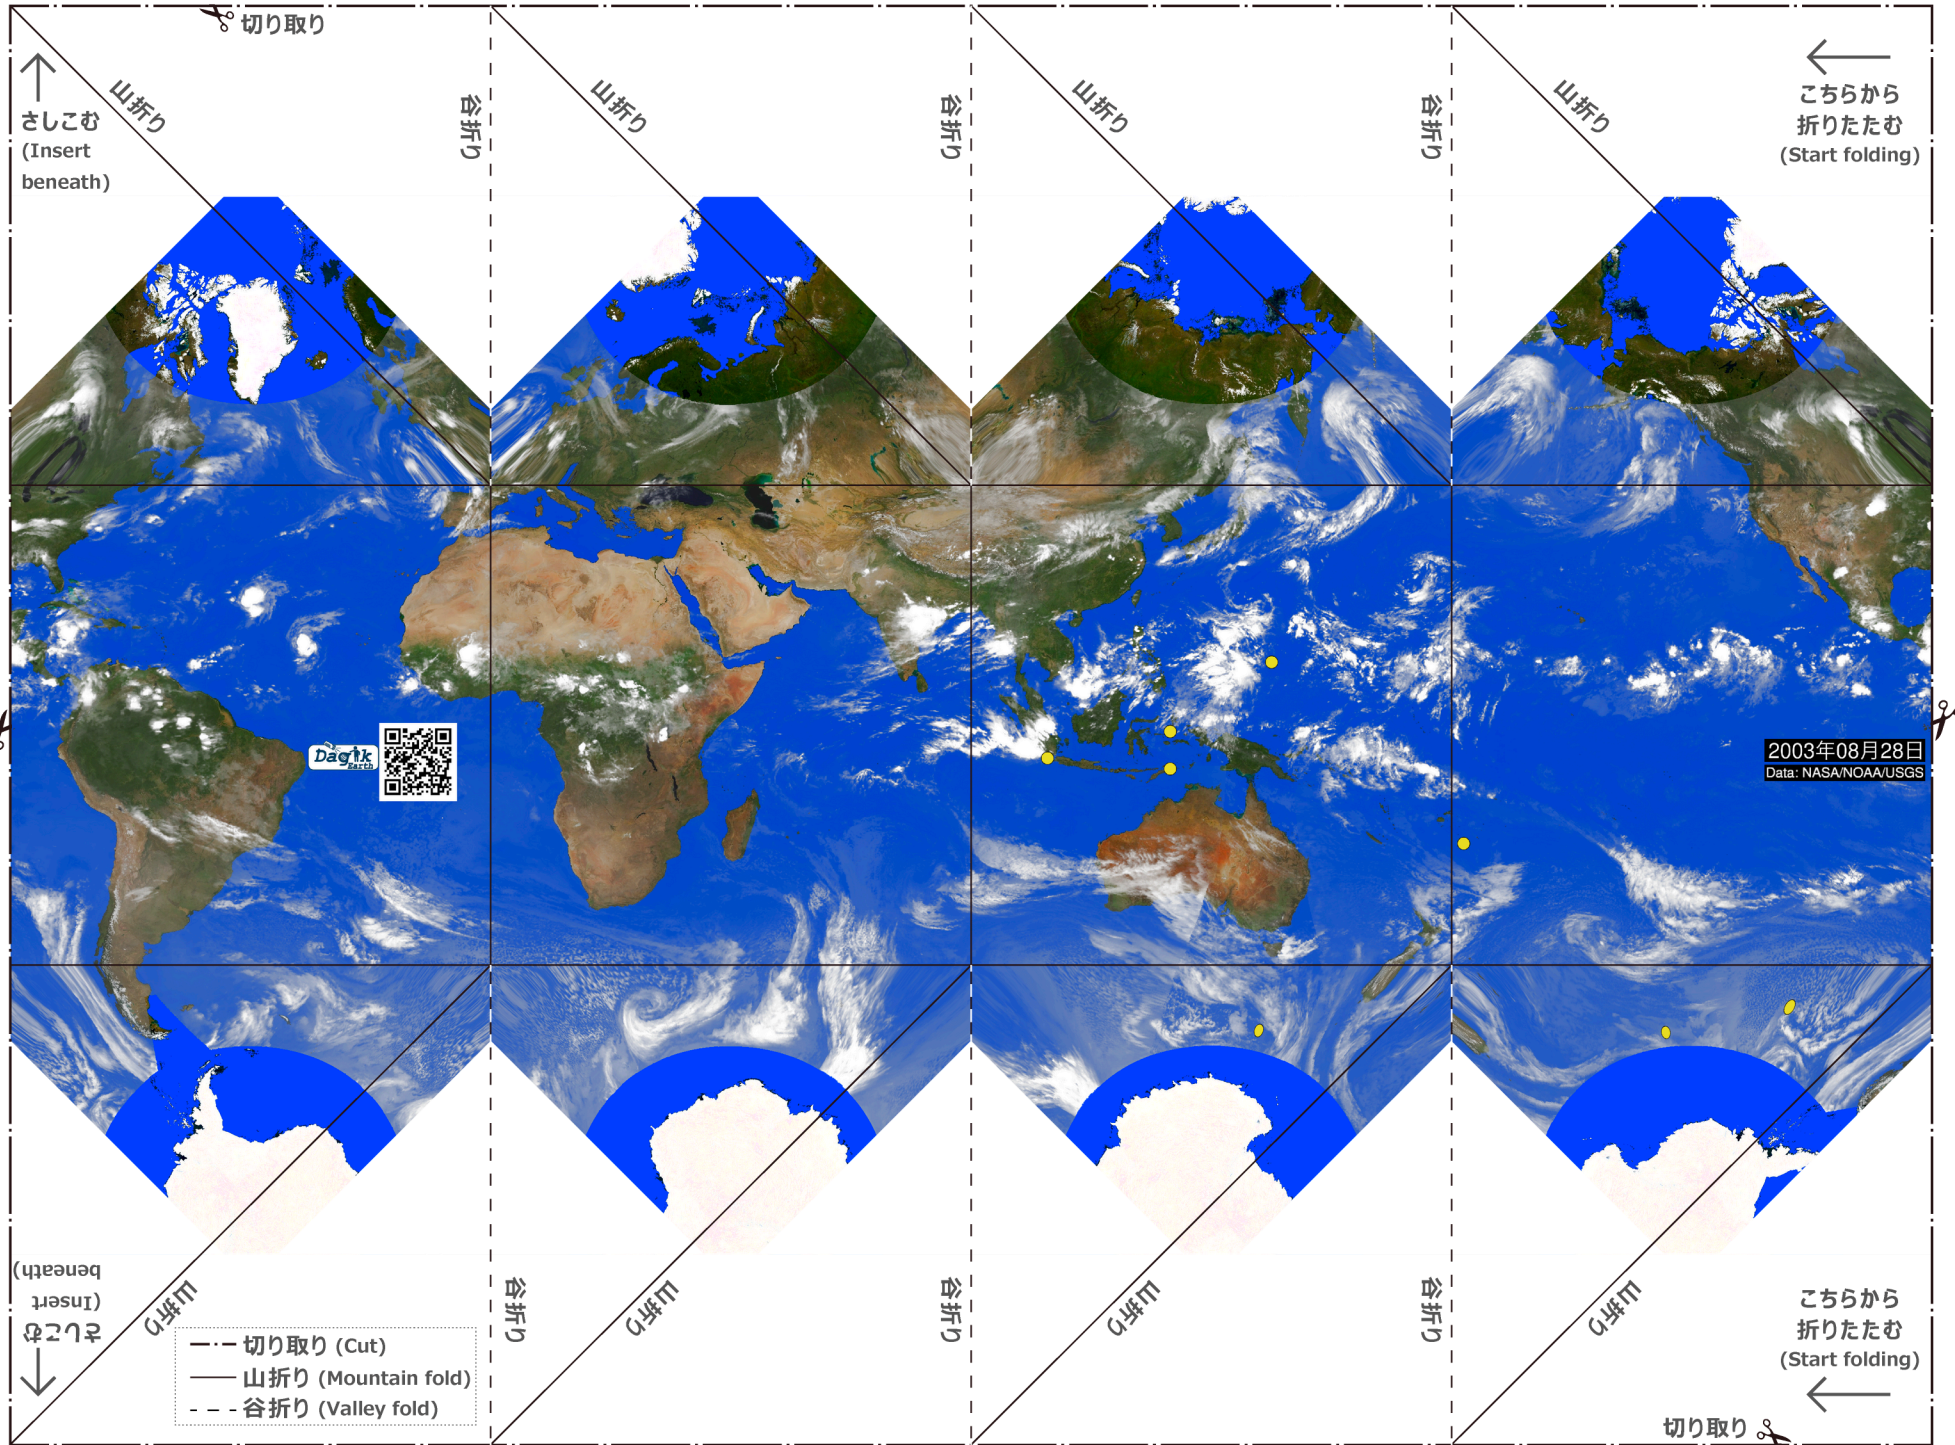 切り取り
さしこむ
(Insert
beneath)
山折り
谷折り
山折り
谷折り
山折り
谷折り
山折り
こちらから
折りたたむ
(Start folding)
Dagik
Earth
2003年08月28日
Data: NASA/NOAA/USGS
さしこむ
(Insert
beneath)
山折り
谷折り
山折り
谷折り
山折り
谷折り
山折り
こちらから
折りたたむ
(Start folding)
切り取り (Cut)
山折り (Mountain fold)
谷折り (Valley fold)
切り取り